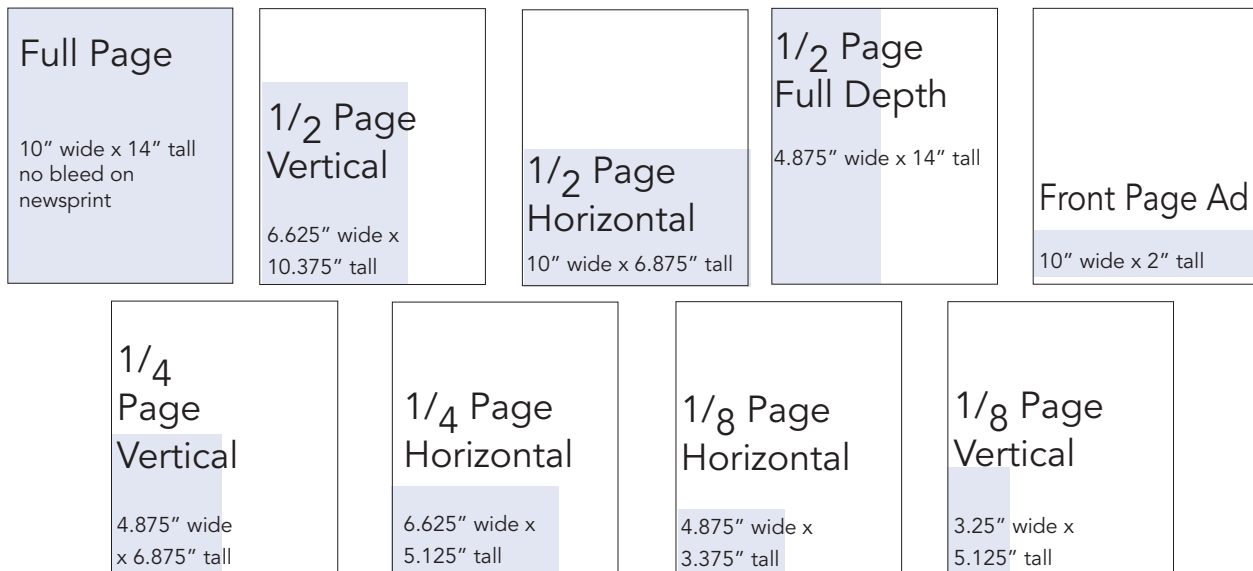 Full Page
10” wide x 14” tall
no bleed on
newsprint
1/2 Page
Vertical
6.625” wide x
10.375” tall
1/2 Page
Horizontal
10” wide x 6.875” tall
1/2 Page
Full Depth
4.875” wide x 14” tall
Front Page Ad
10” wide x 2” tall
1/4
Page
Vertical
4.875” wide
x 6.875” tall
1/4 Page
Horizontal
6.625” wide x
5.125” tall
1/8 Page
Horizontal
4.875” wide x
3.375” tall
1/8 Page
Vertical
3.25” wide x
5.125” tall